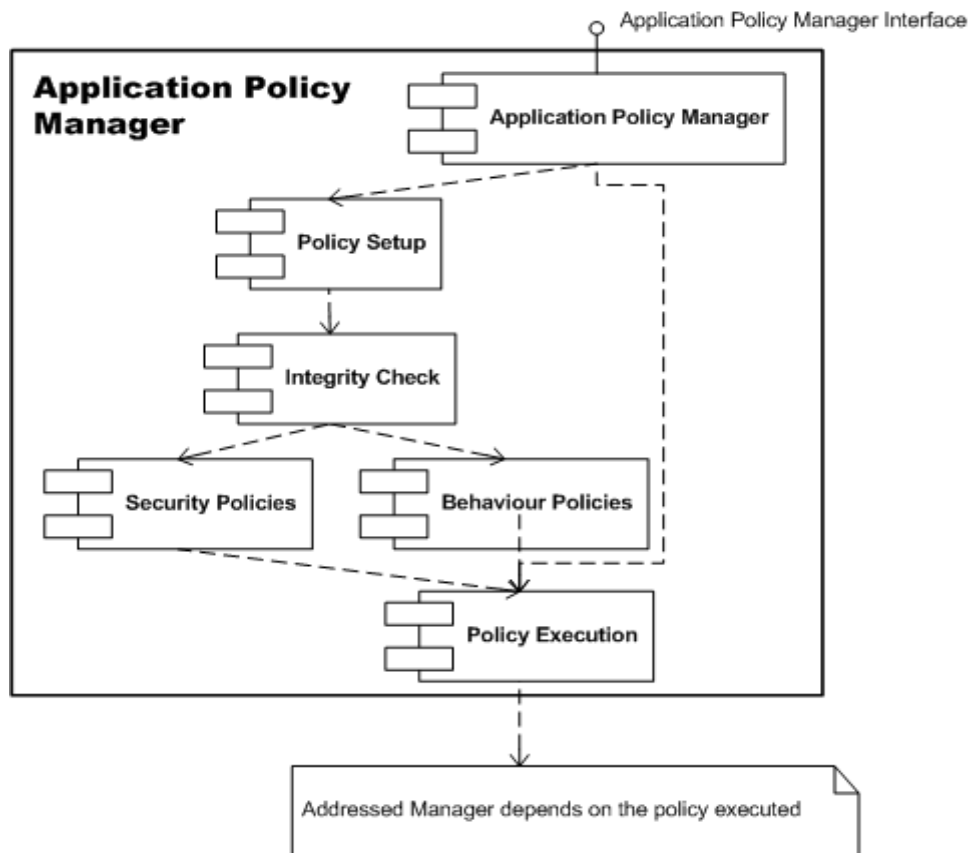 Application Policy Manager Interface
Application Policy
Manager
Application Policy Manager
Policy Setup
Integrity Check
Security Policies
Behaviour Policies
Policy Execution
Addressed Manager depends on the policy executed